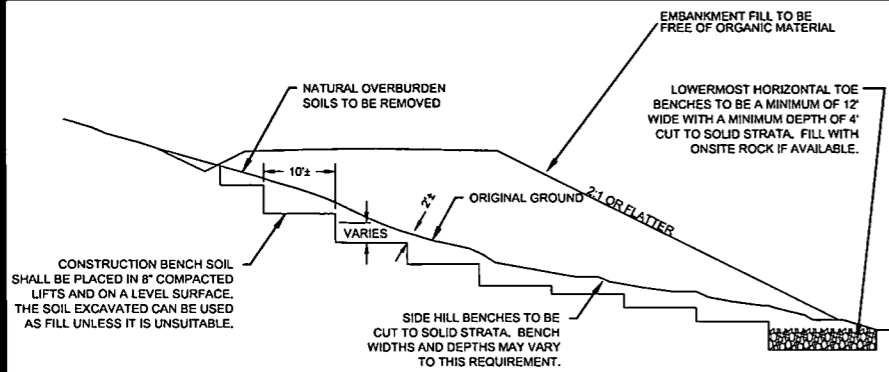 EMBANKMENT FILL TO BE
FREE OF ORGANIC MATERIAL
NATURAL OVERBURDEN
SOILS TO BE REMOVED
LOWERMOST HORIZONTAL TOE
BENCHES TO BE A MINIMUM OF 12'
WIDE WITH A MINIMUM DEPTH OF 4'
CUT TO SOLID STRATA. FILL WITH
ONSITE ROCK IF AVAILABLE.
10'±
2'±
ORIGINAL GROUND
2:1 OR FLATTER
VARIES
CONSTRUCTION BENCH SOIL
SHALL BE PLACED IN 8" COMPACTED
LIFTS AND ON A LEVEL SURFACE.
THE SOIL EXCAVATED CAN BE USED
AS FILL UNLESS IT IS UNSUITABLE.
SIDE HILL BENCHES TO BE
CUT TO SOLID STRATA. BENCH
WIDTHS AND DEPTHS MAY VARY
TO THIS REQUIREMENT.